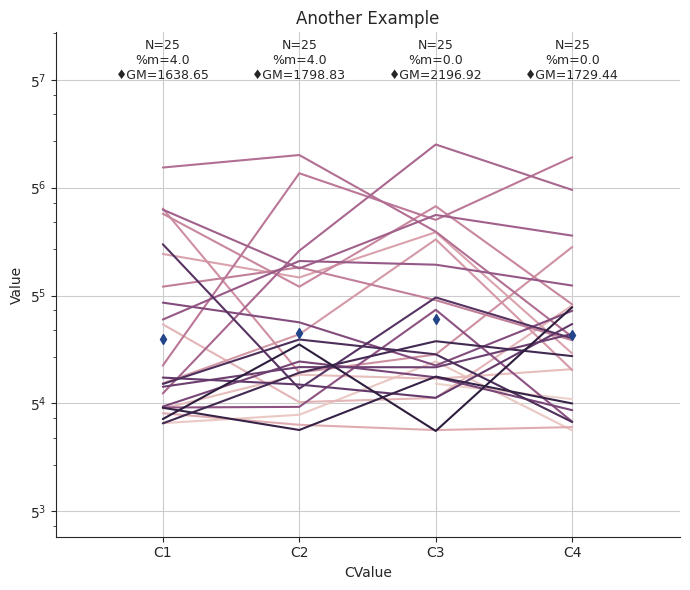 Another Example
N=25 N=25 N=25 N=25
%m=4.0 %m=4.0 %m=0.0 %m=0.0
♦GM=1638.65 ♦GM=1798.83 ♦GM=2196.92 ♦GM=1729.44
5⁷
5⁶
5⁵
5⁴
5³
Value
C1 C2 C3 C4
CValue